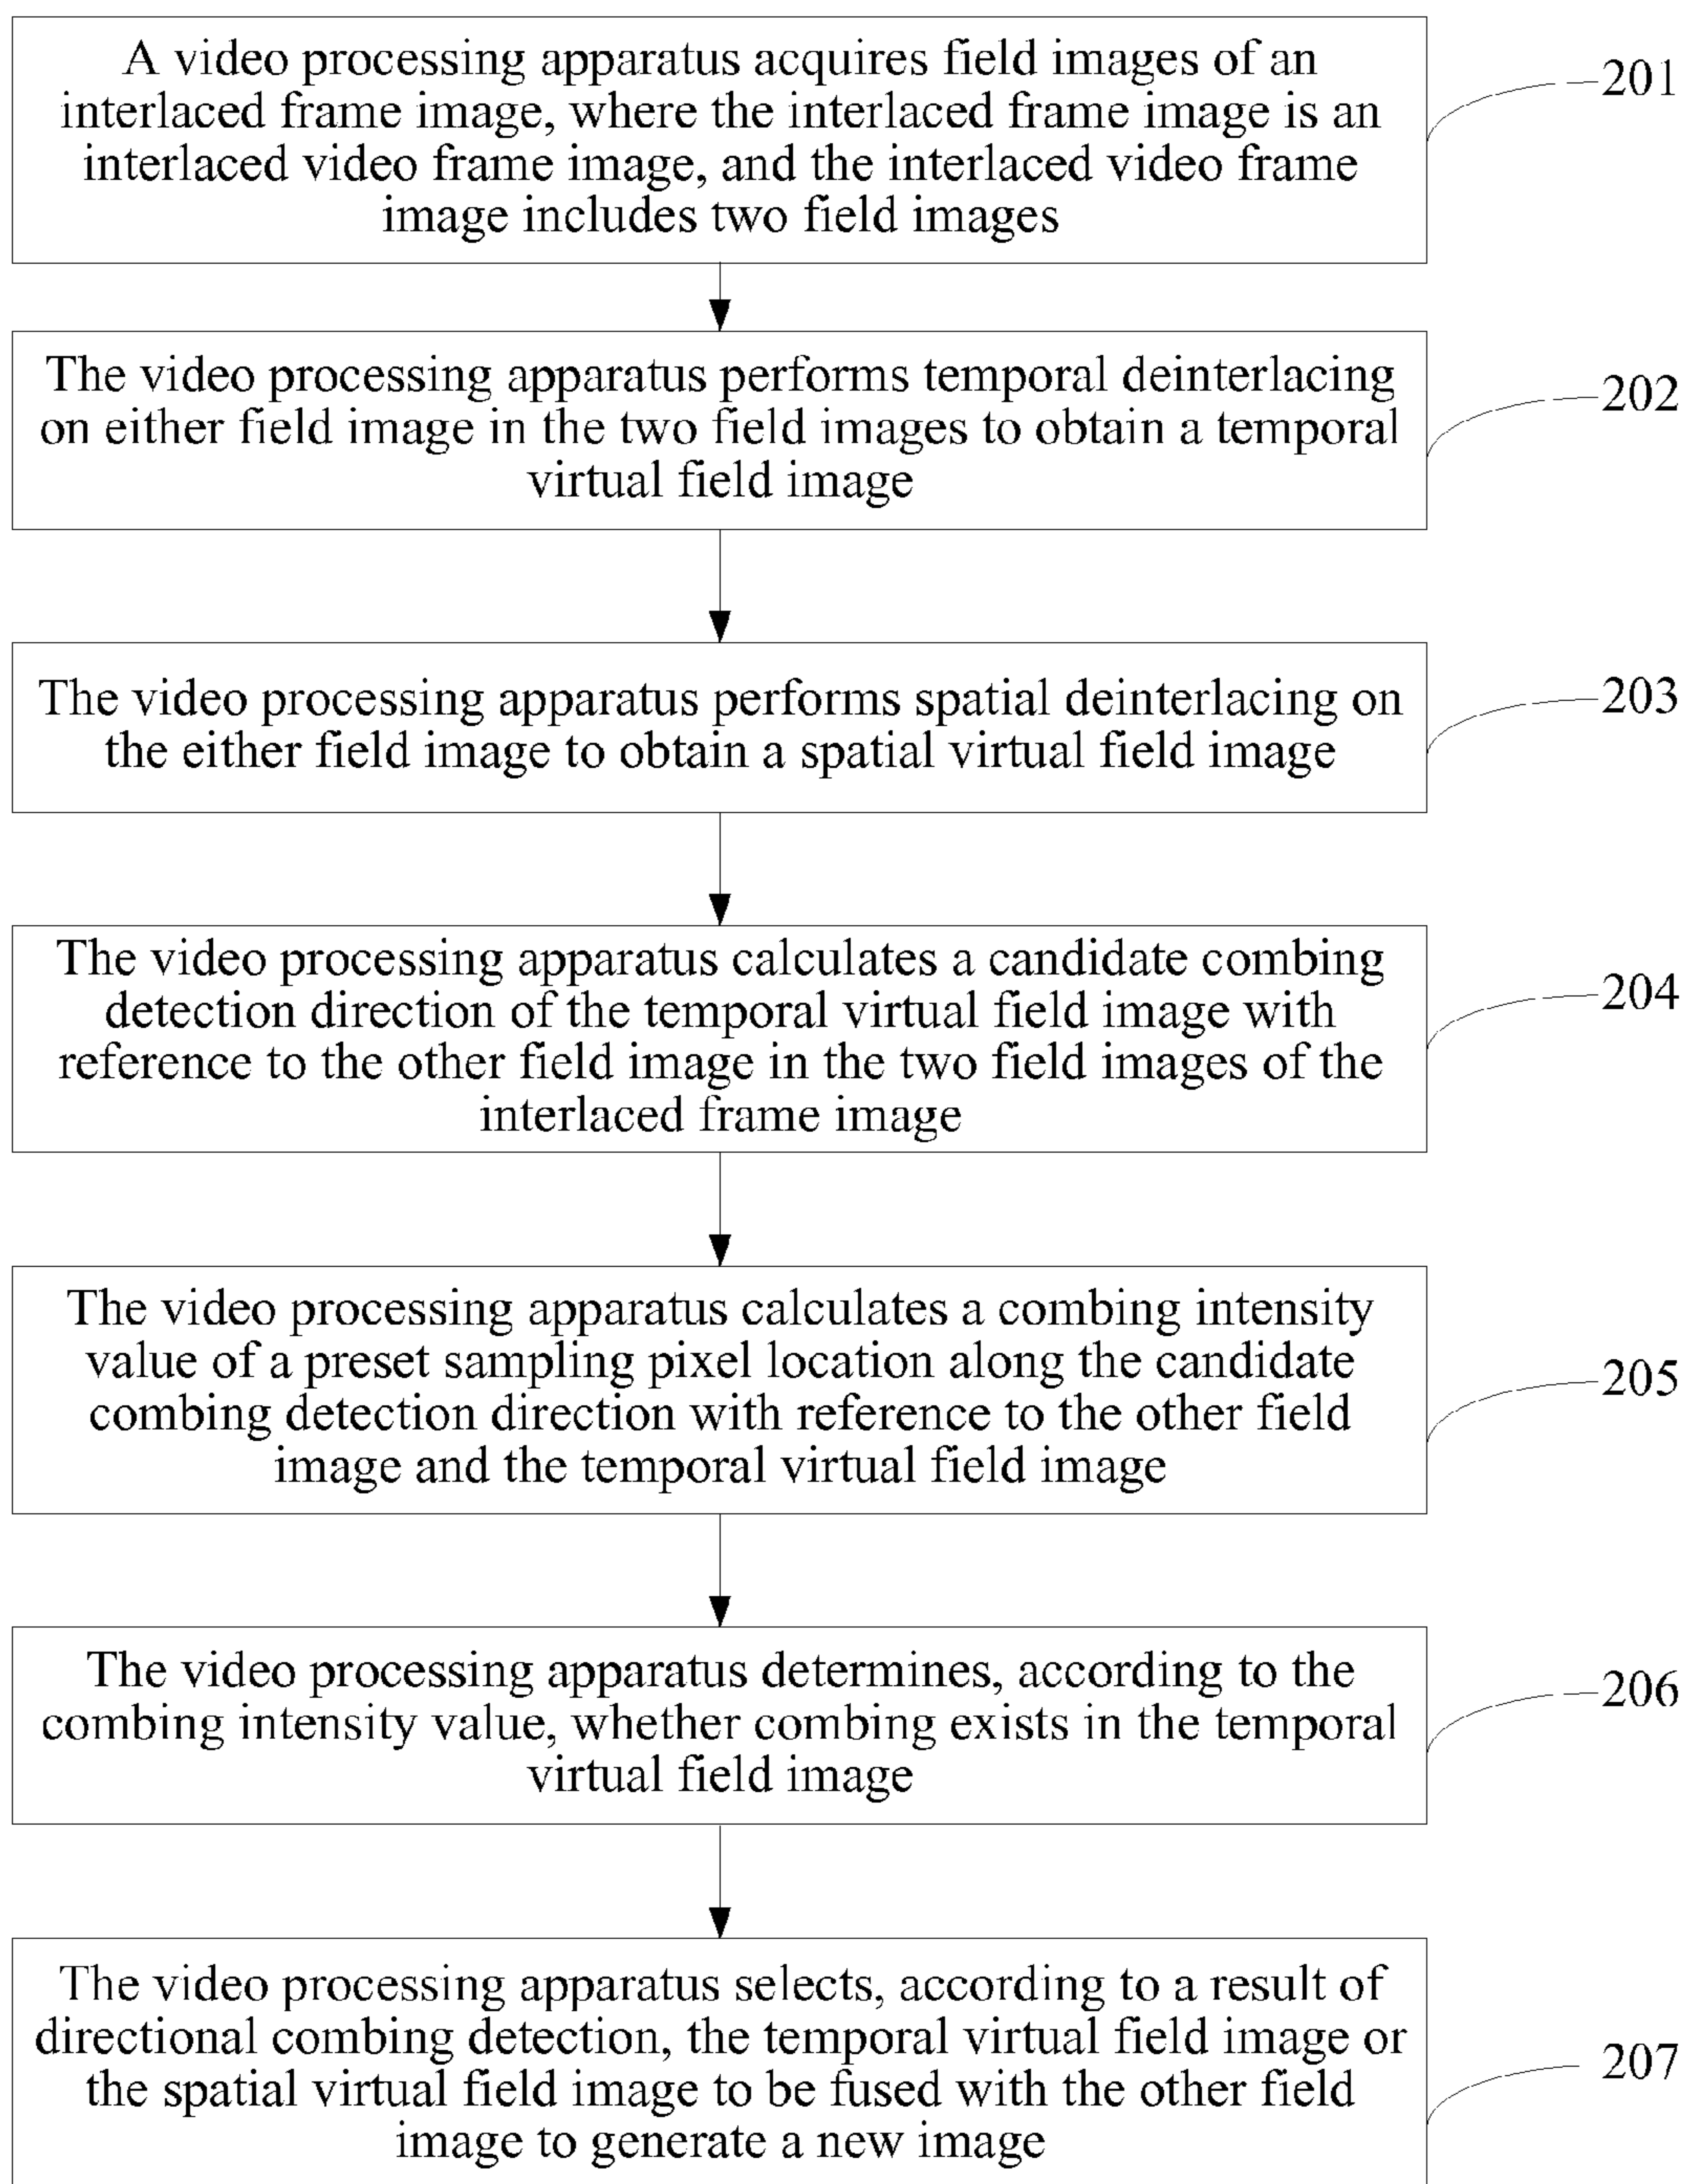 A video processing apparatus acquires field images of an
interlaced frame image, where the interlaced frame image is an
interlaced video frame image, and the interlaced video frame
image includes two field images
201
The video processing apparatus performs temporal deinterlacing
on either field image in the two field images to obtain a temporal
virtual field image
202
The video processing apparatus performs spatial deinterlacing on
the either field image to obtain a spatial virtual field image
203
The video processing apparatus calculates a candidate combing
detection direction of the temporal virtual field image with
reference to the other field image in the two field images of the
interlaced frame image
204
The video processing apparatus calculates a combing intensity
value of a preset sampling pixel location along the candidate
combing detection direction with reference to the other field
image and the temporal virtual field image
205
The video processing apparatus determines, according to the
combing intensity value, whether combing exists in the temporal
virtual field image
206
The video processing apparatus selects, according to a result of
directional combing detection, the temporal virtual field image or
the spatial virtual field image to be fused with the other field
image to generate a new image
207